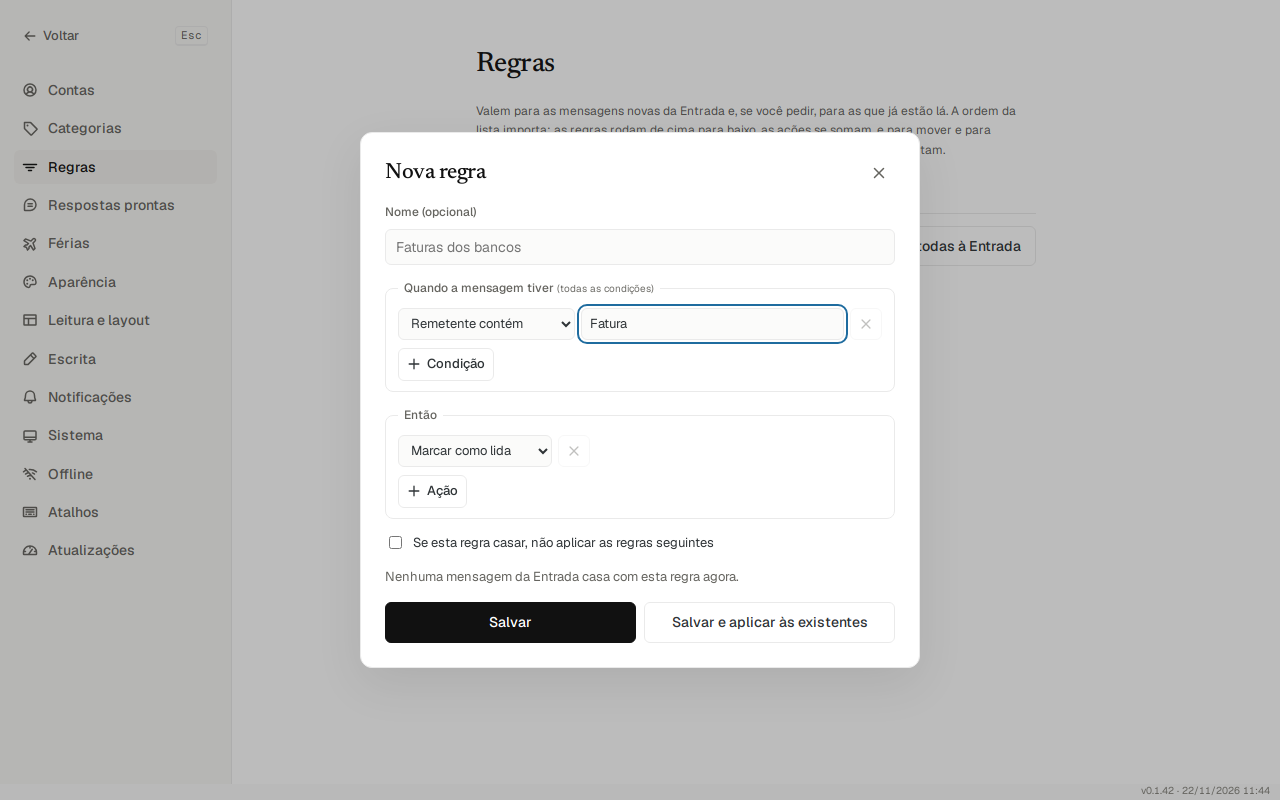 Voltar
Esc
Contas
Categorias
Regras
Respostas prontas
Férias
Aparência
Leitura e layout
Escrita
Notificações
Sistema
Offline
Atalhos
Atualizações
Regras
Valem para as mensagens novas da Entrada e, se você pedir, para as que já estão lá. A ordem da
lista importa: as regras rodam de cima para baixo, as ações se somam, e para mover e para
tam.
todas à Entrada
Nova regra
Nome (opcional)
Faturas dos bancos
Quando a mensagem tiver (todas as condições)
Remetente contém
Fatura
Condição
Então
Marcar como lida
Ação
Se esta regra casar, não aplicar as regras seguintes
Nenhuma mensagem da Entrada casa com esta regra agora.
Salvar
Salvar e aplicar às existentes
v0.1.42 · 22/11/2026 11:44